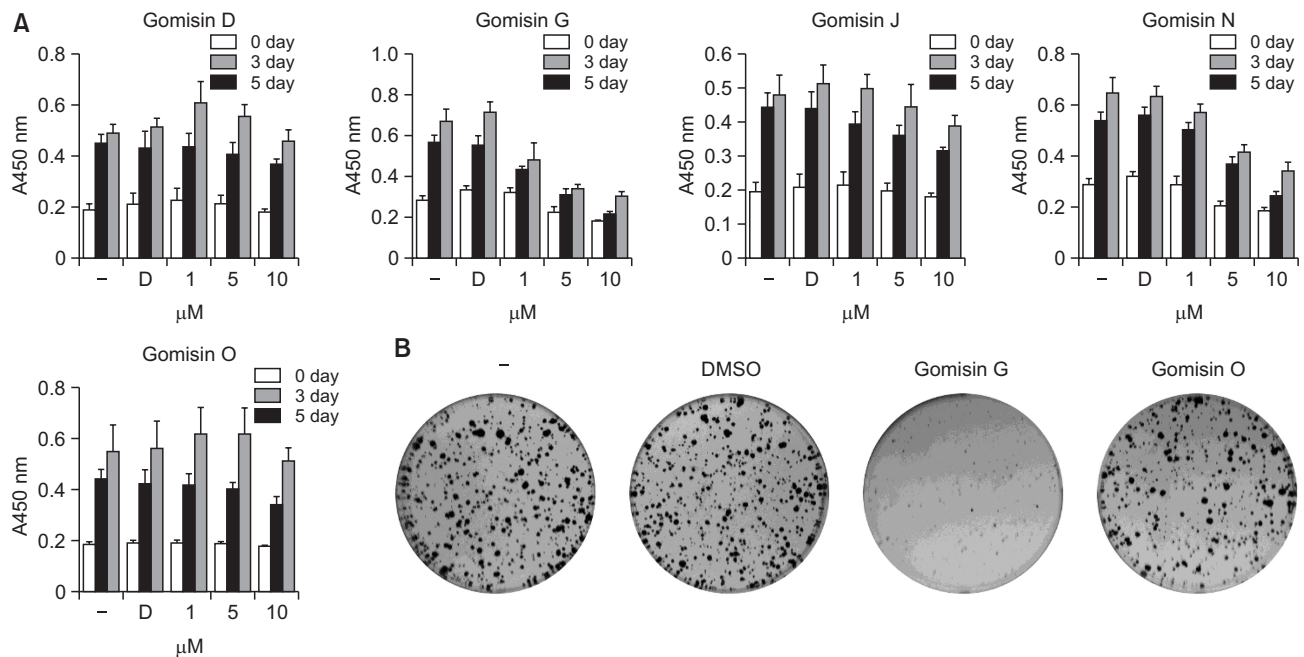 A
Gomisin D
0 day
3 day
5 day
0.8
0.6
0.4
0.2
0
A450 nm
– D 1 5 10
μM
Gomisin G
0 day
3 day
5 day
1.0
0.8
0.6
0.4
0.2
0
A450 nm
– D 1 5 10
μM
Gomisin J
0 day
3 day
5 day
0.6
0.5
0.4
0.3
0.2
0.1
0
A450 nm
– D 1 5 10
μM
Gomisin N
0 day
3 day
5 day
0.8
0.6
0.4
0.2
0
A450 nm
– D 1 5 10
μM
Gomisin O
0 day
3 day
5 day
0.8
0.6
0.4
0.2
0
A450 nm
– D 1 5 10
μM
B
–
DMSO
Gomisin G
Gomisin O